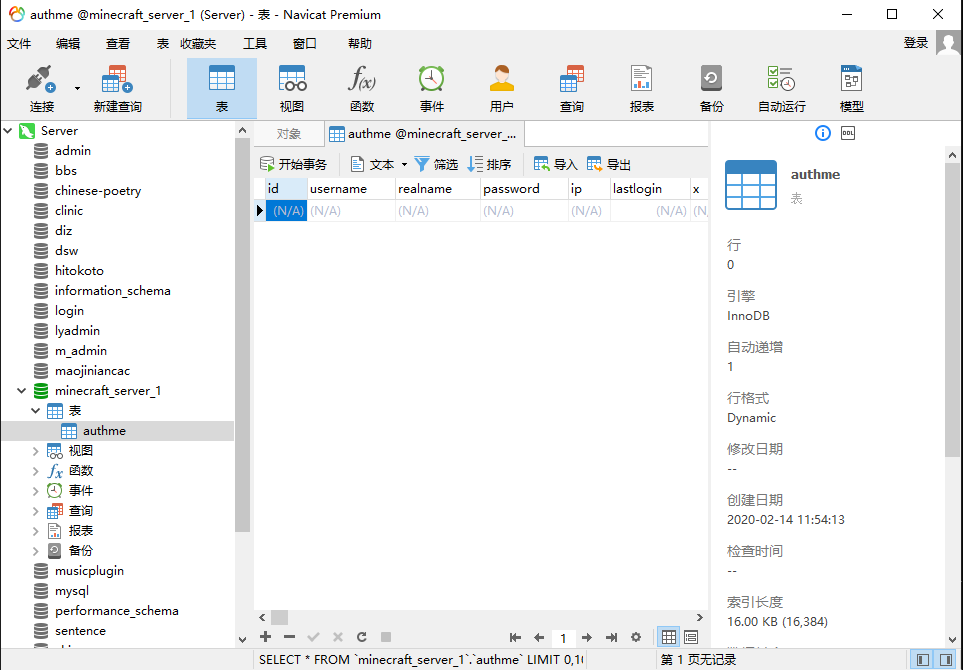 authme @minecraft_server_1 (Server) - 表 - Navicat Premium
文件 编辑 查看 表 收藏夹 工具 窗口 帮助 登录
连接 新建查询 表 视图 函数 事件 用户 查询 报表 备份 自动运行 模型
Server
admin
bbs
chinese-poetry
clinic
diz
dsw
hitokoto
information_schema
login
lyadmin
m_admin
maojiniancac
minecraft_server_1
表
authme
视图
函数
事件
查询
报表
备份
musicplugin
mysql
performance_schema
sentence
对象 authme @minecraft_server_...
开始事务 文本 筛选 排序 导入 导出
id username realname password ip lastlogin x
(N/A) (N/A) (N/A) (N/A) (N/A) (N/A) (N
1
DDL
authme
表
行
0
引擎
InnoDB
自动递增
1
行格式
Dynamic
修改日期
--
创建日期
2020-02-14 11:54:13
检查时间
--
索引长度
16.00 KB (16,384)
SELECT * FROM `minecraft_server_1`.`authme` LIMIT 0,10 第 1 页无记录